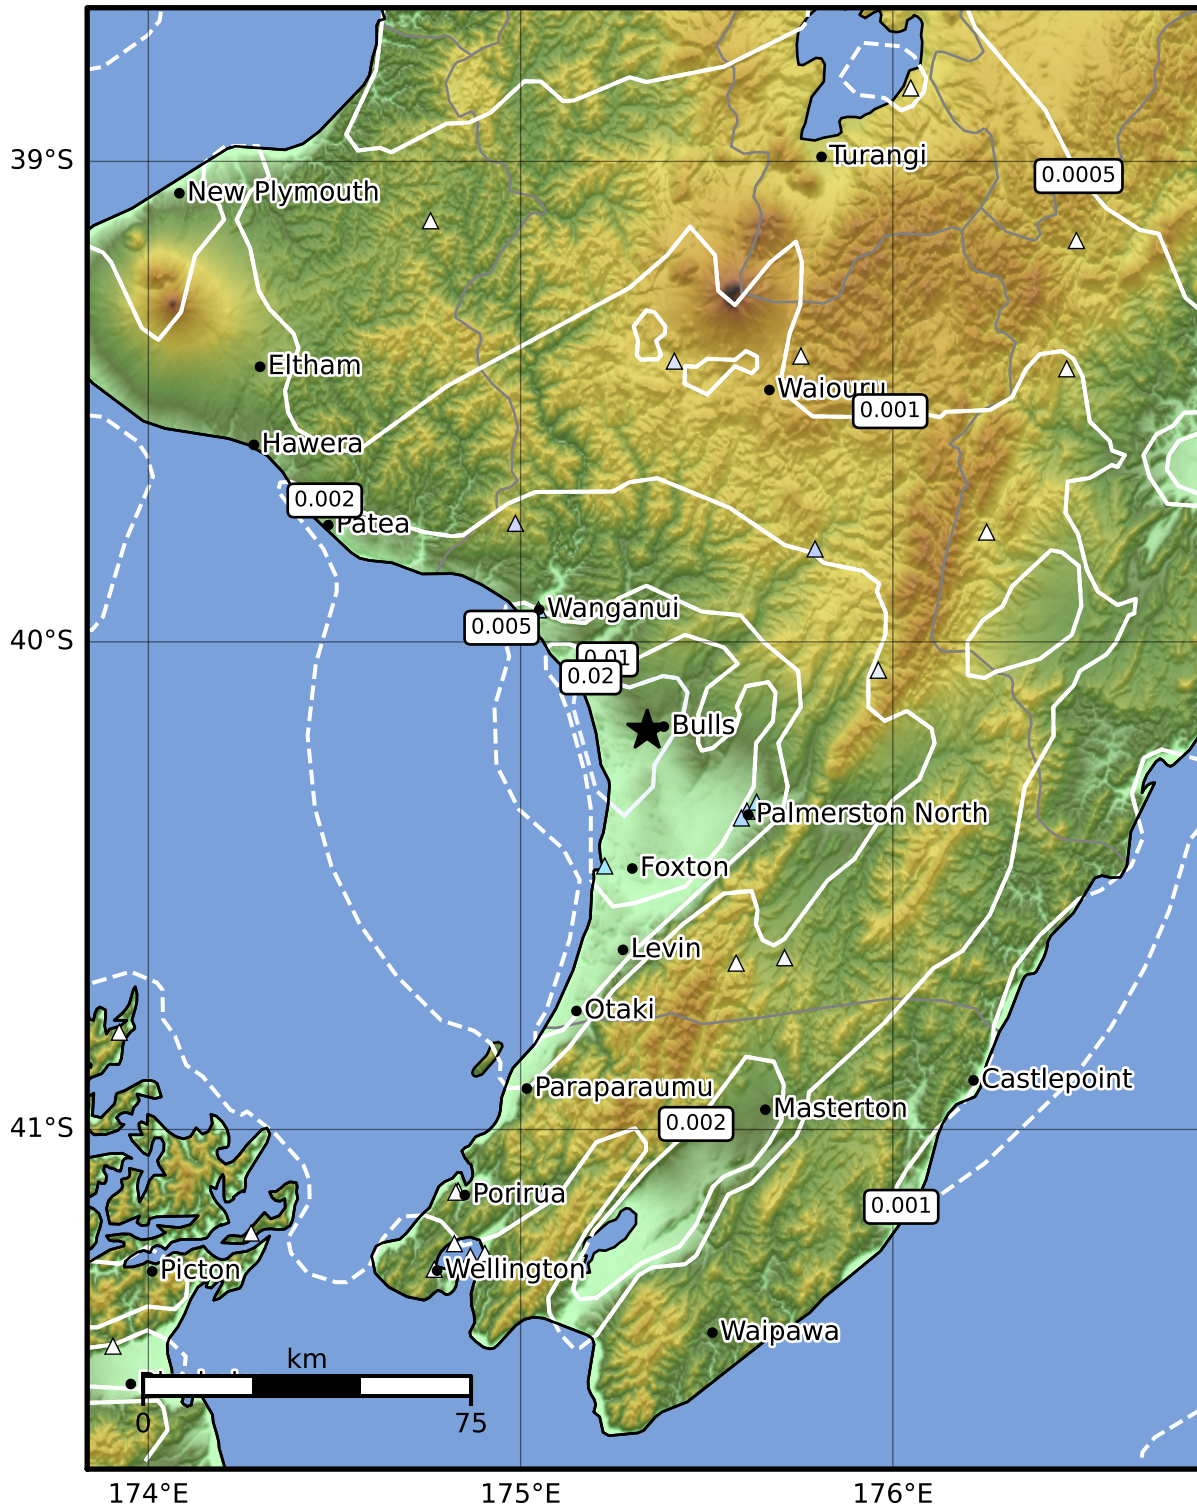 39°S
Turangi
0.0005
New Plymouth
Eltham
Waiouru
0.001
Hawera
0.002
Patea
Wanganui
0.005
40°S
0.01
0.02
Bulls
Palmerston North
Foxton
Levin
Otaki
Paraparaumu
Castlepoint
Masterton
0.002
41°S
Porirua
0.001
Picton
Wellington
Waipawa
km
0
75
174°E
175°E
176°E